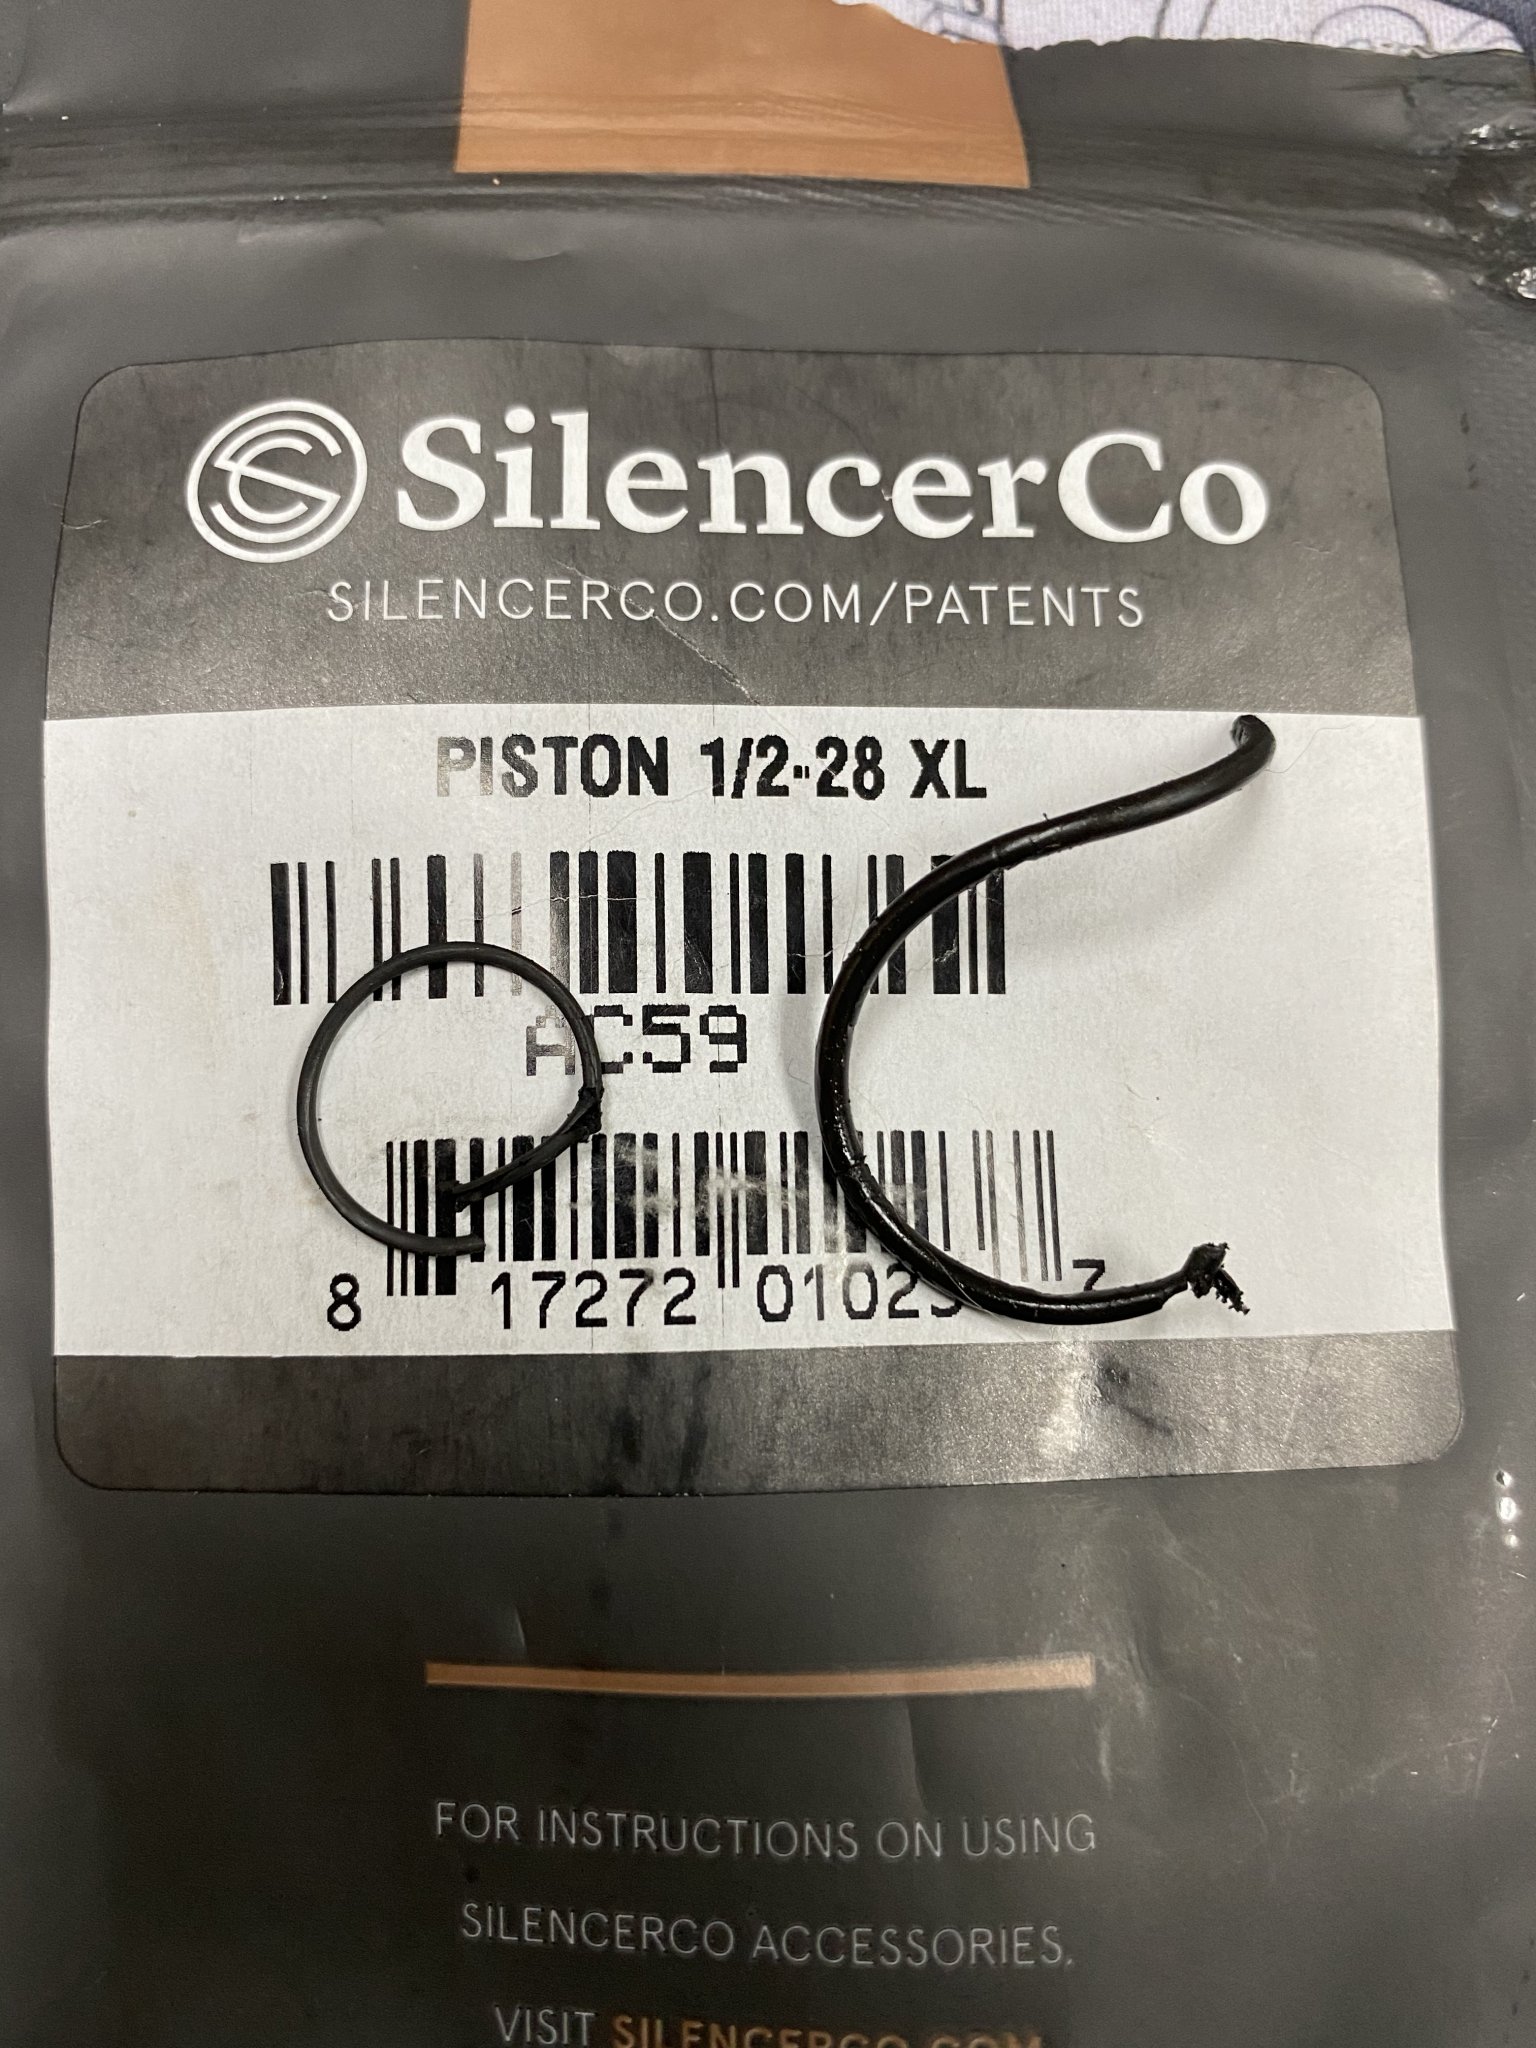 SilencerCo
SILENCERCO.COM/PATENTS
PISTON 1/2-28 XL
AC59
8 17272 0102 7
FOR INSTRUCTIONS ON USING
SILENCERCO ACCESSORIES,
VISIT SILENCERCO.COM